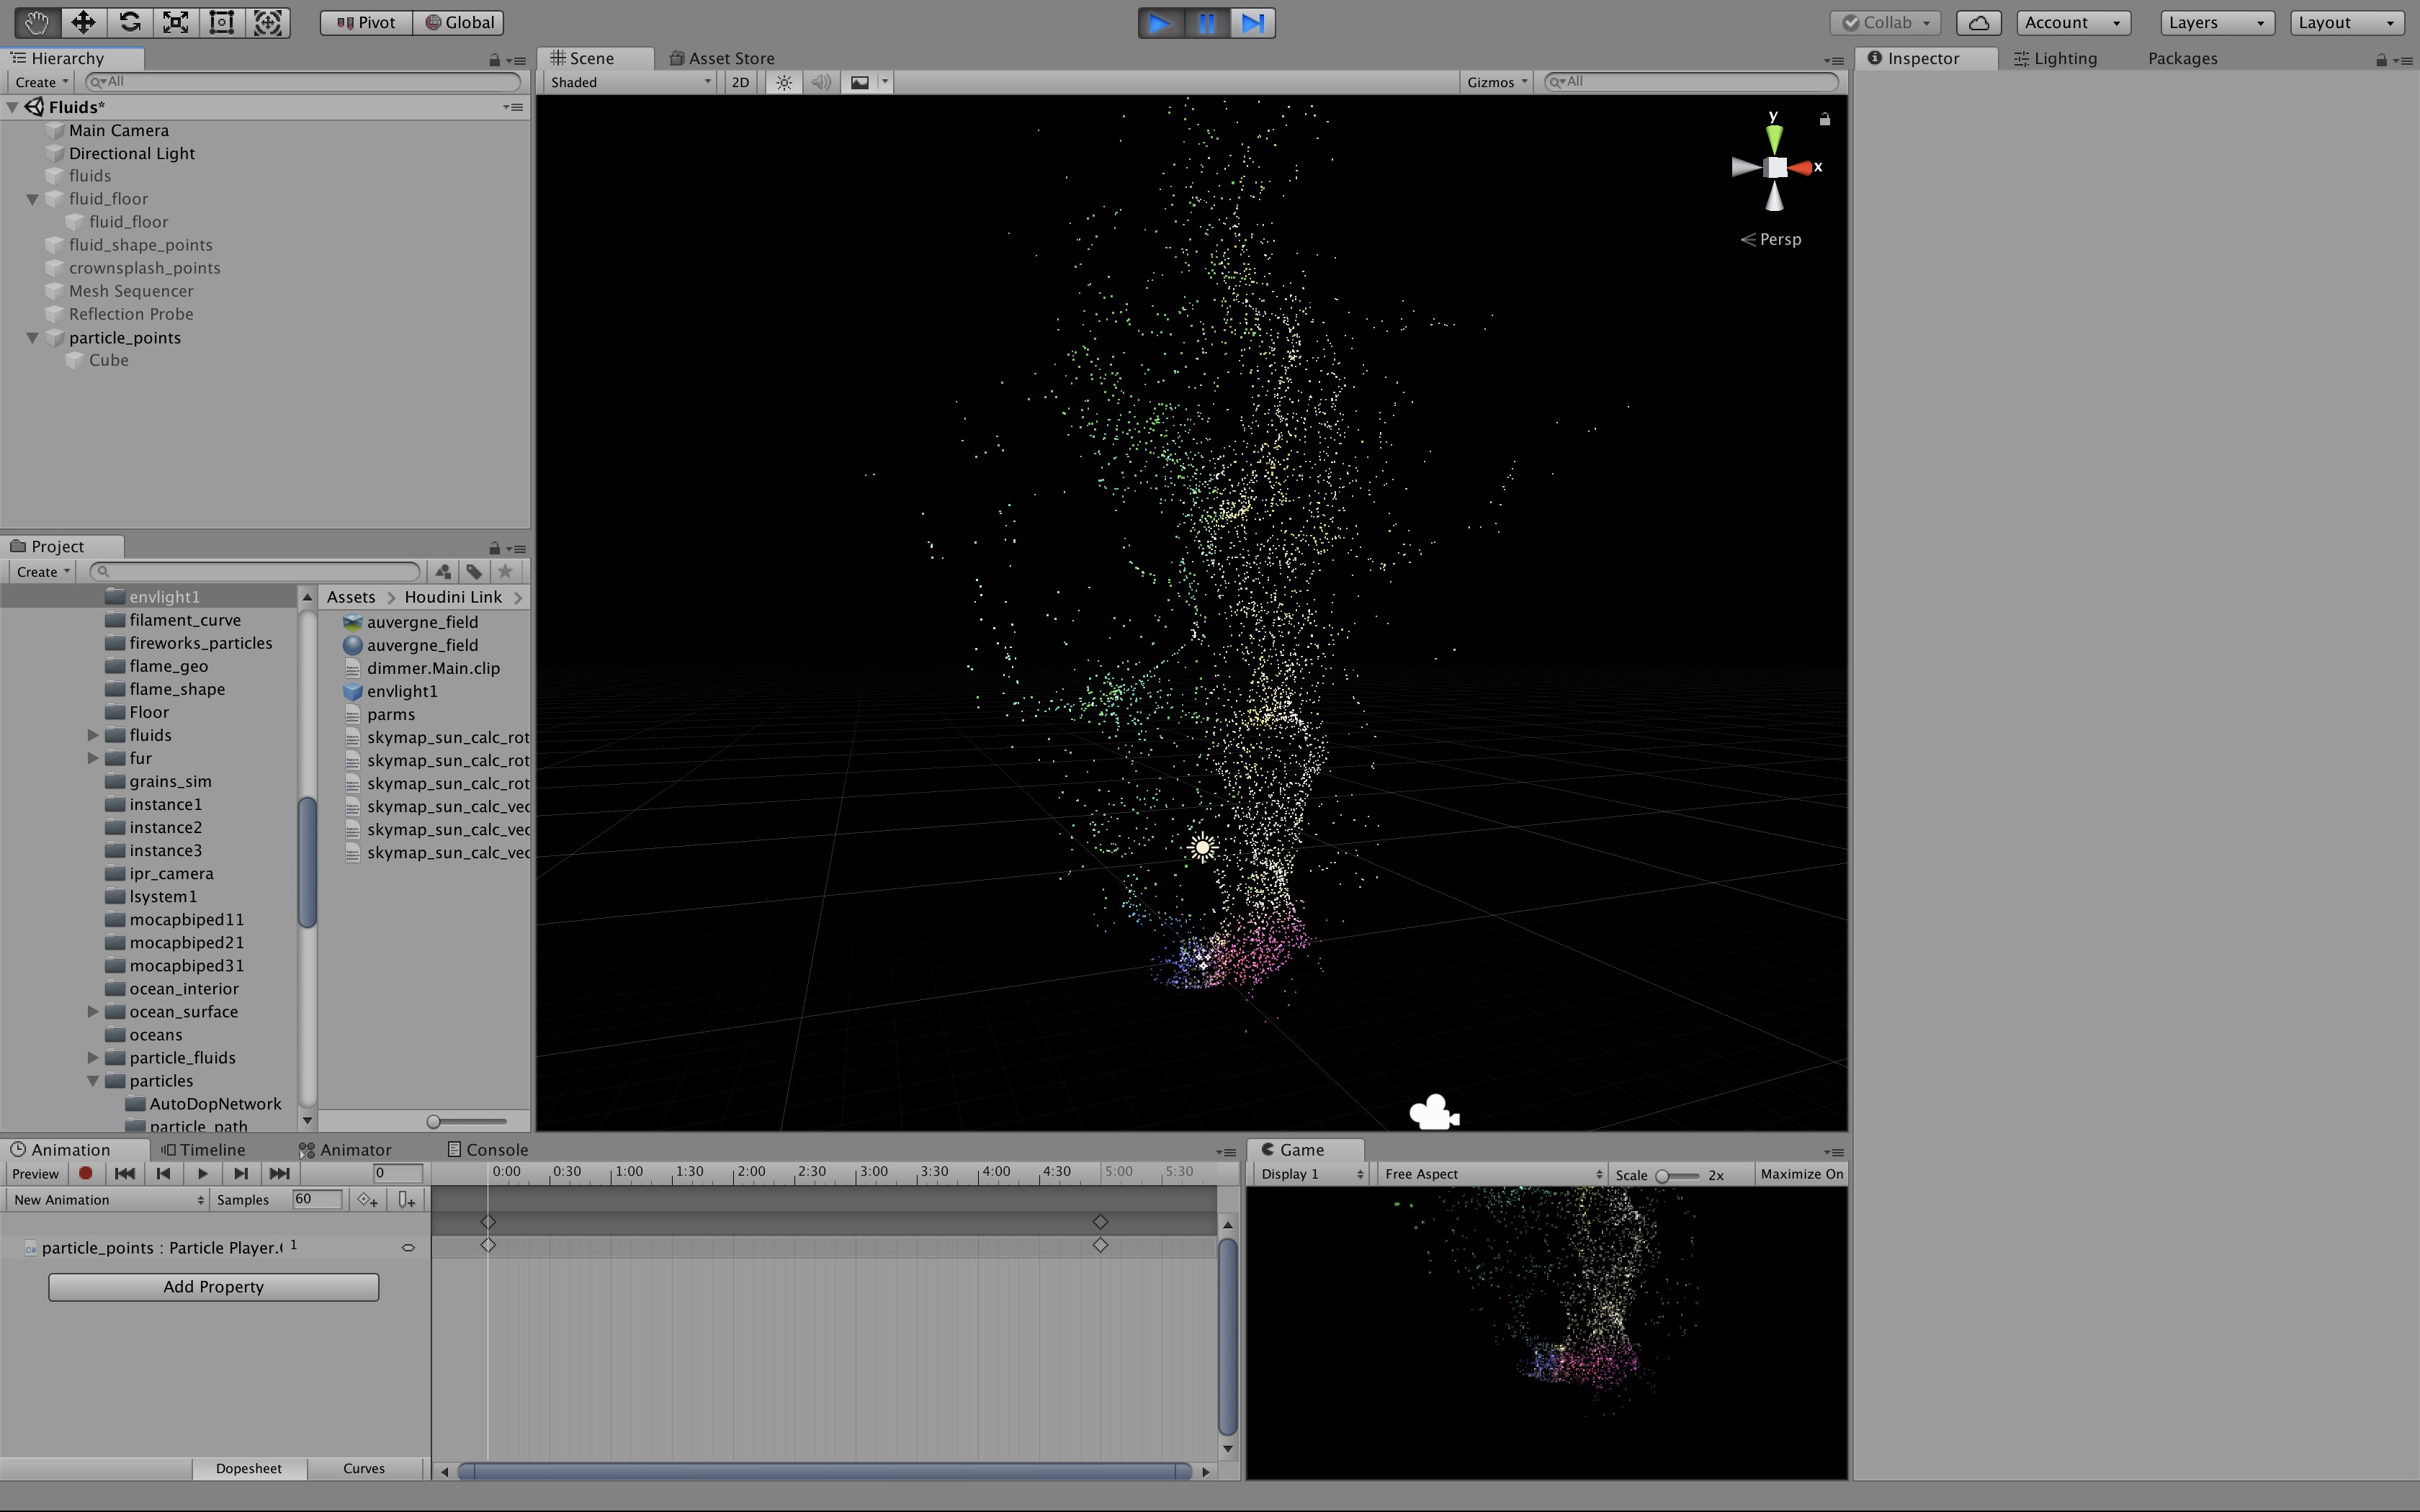 Pivot Global Collab Account Layers Layout
Hierarchy
Create All
Fluids*
Main Camera
Directional Light
fluids
fluid_floor
fluid_floor
fluid_shape_points
crownsplash_points
Mesh Sequencer
Reflection Probe
particle_points
Cube
Project
Create
envlight1
filament_curve
fireworks_particles
flame_geo
flame_shape
Floor
fluids
fur
grains_sim
instance1
instance2
instance3
ipr_camera
lsystem1
mocapbiped11
mocapbiped21
mocapbiped31
ocean_interior
ocean_surface
oceans
particle_fluids
particles
AutoDopNetwork
particle_path
Assets Houdini Link
auvergne_field
auvergne_field
dimmer.Main.clip
envlight1
parms
skymap_sun_calc_rot
skymap_sun_calc_rot
skymap_sun_calc_rot
skymap_sun_calc_vec
skymap_sun_calc_vec
skymap_sun_calc_vec
Scene Asset Store
Shaded 2D Gizmos All
y
x
Persp
Inspector Lighting Packages
Animation Timeline Animator Console
Preview 0 0:00 0:30 1:00 1:30 2:00 2:30 3:00 3:30 4:00 4:30 5:00 5:30
New Animation Samples 60
particle_points : Particle Player.( 1
Add Property
Dopesheet Curves
Game
Display 1 Free Aspect Scale 2x Maximize On